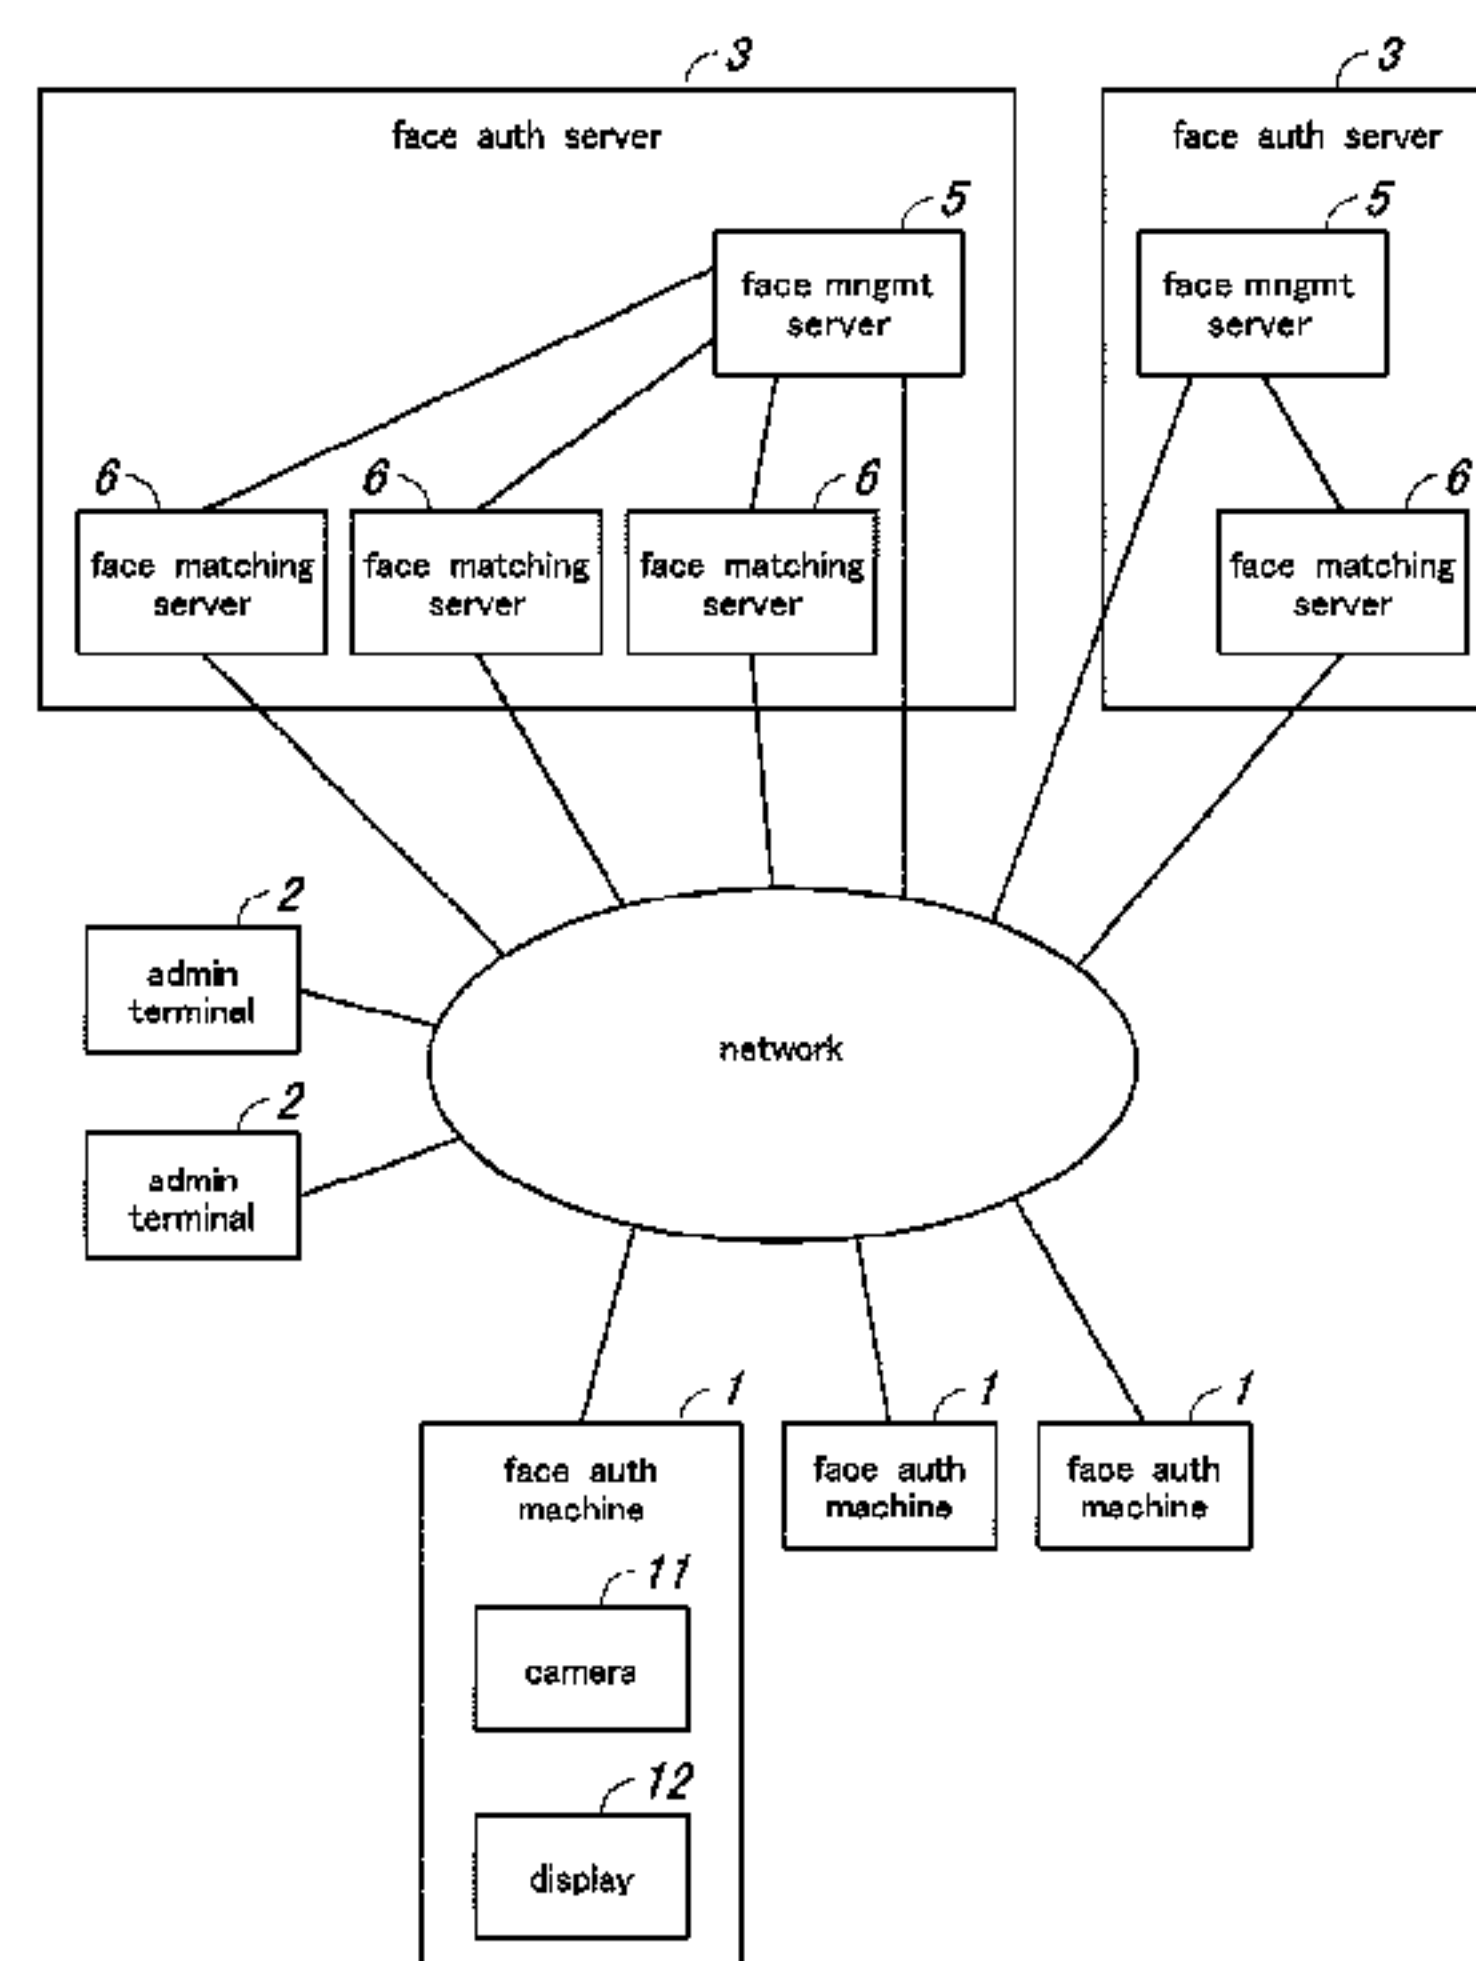 3
3
face auth server
face auth server
5
5
face mngmt
server
face mngmt
server
6
6
6
6
face matching
server
face matching
server
face matching
server
face matching
server
2
admin
terminal
network
2
admin
terminal
1
1
1
face auth
machine
face auth
machine
face auth
machine
11
camera
12
display